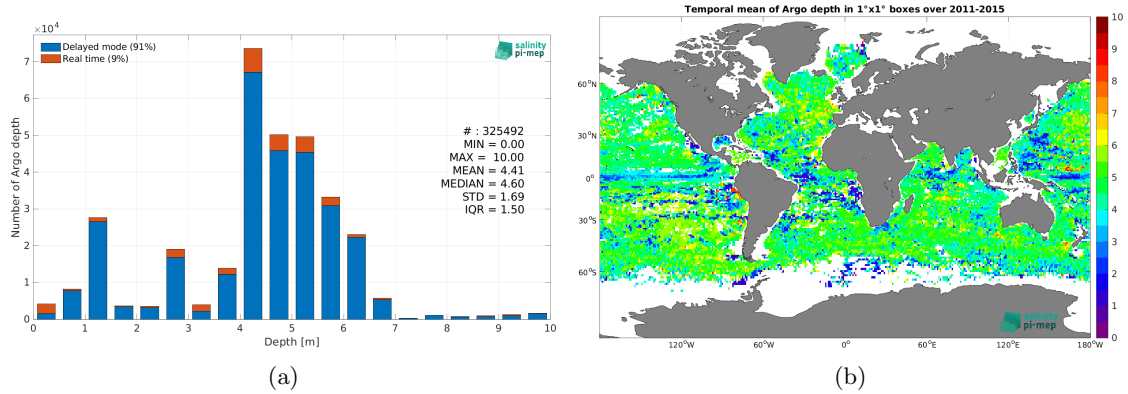 ×10⁴
7
6
5
4
3
2
1
0
Number of Argo depth
Delayed mode (91%)
Real time (9%)
salinity
pi-mep
# : 325492
MIN = 0.00
MAX = 10.00
MEAN = 4.41
MEDIAN = 4.60
STD = 1.69
IQR = 1.50
0 1 2 3 4 5 6 7 8 9 10
Depth [m]
(a)
Temporal mean of Argo depth in 1°x1° boxes over 2011-2015
60°N
30°N
0°
30°S
60°S
120°W 60°W 0° 60°E 120°E 180°W
salinity
pi-mep
10
9
8
7
6
5
4
3
2
1
0
(b)